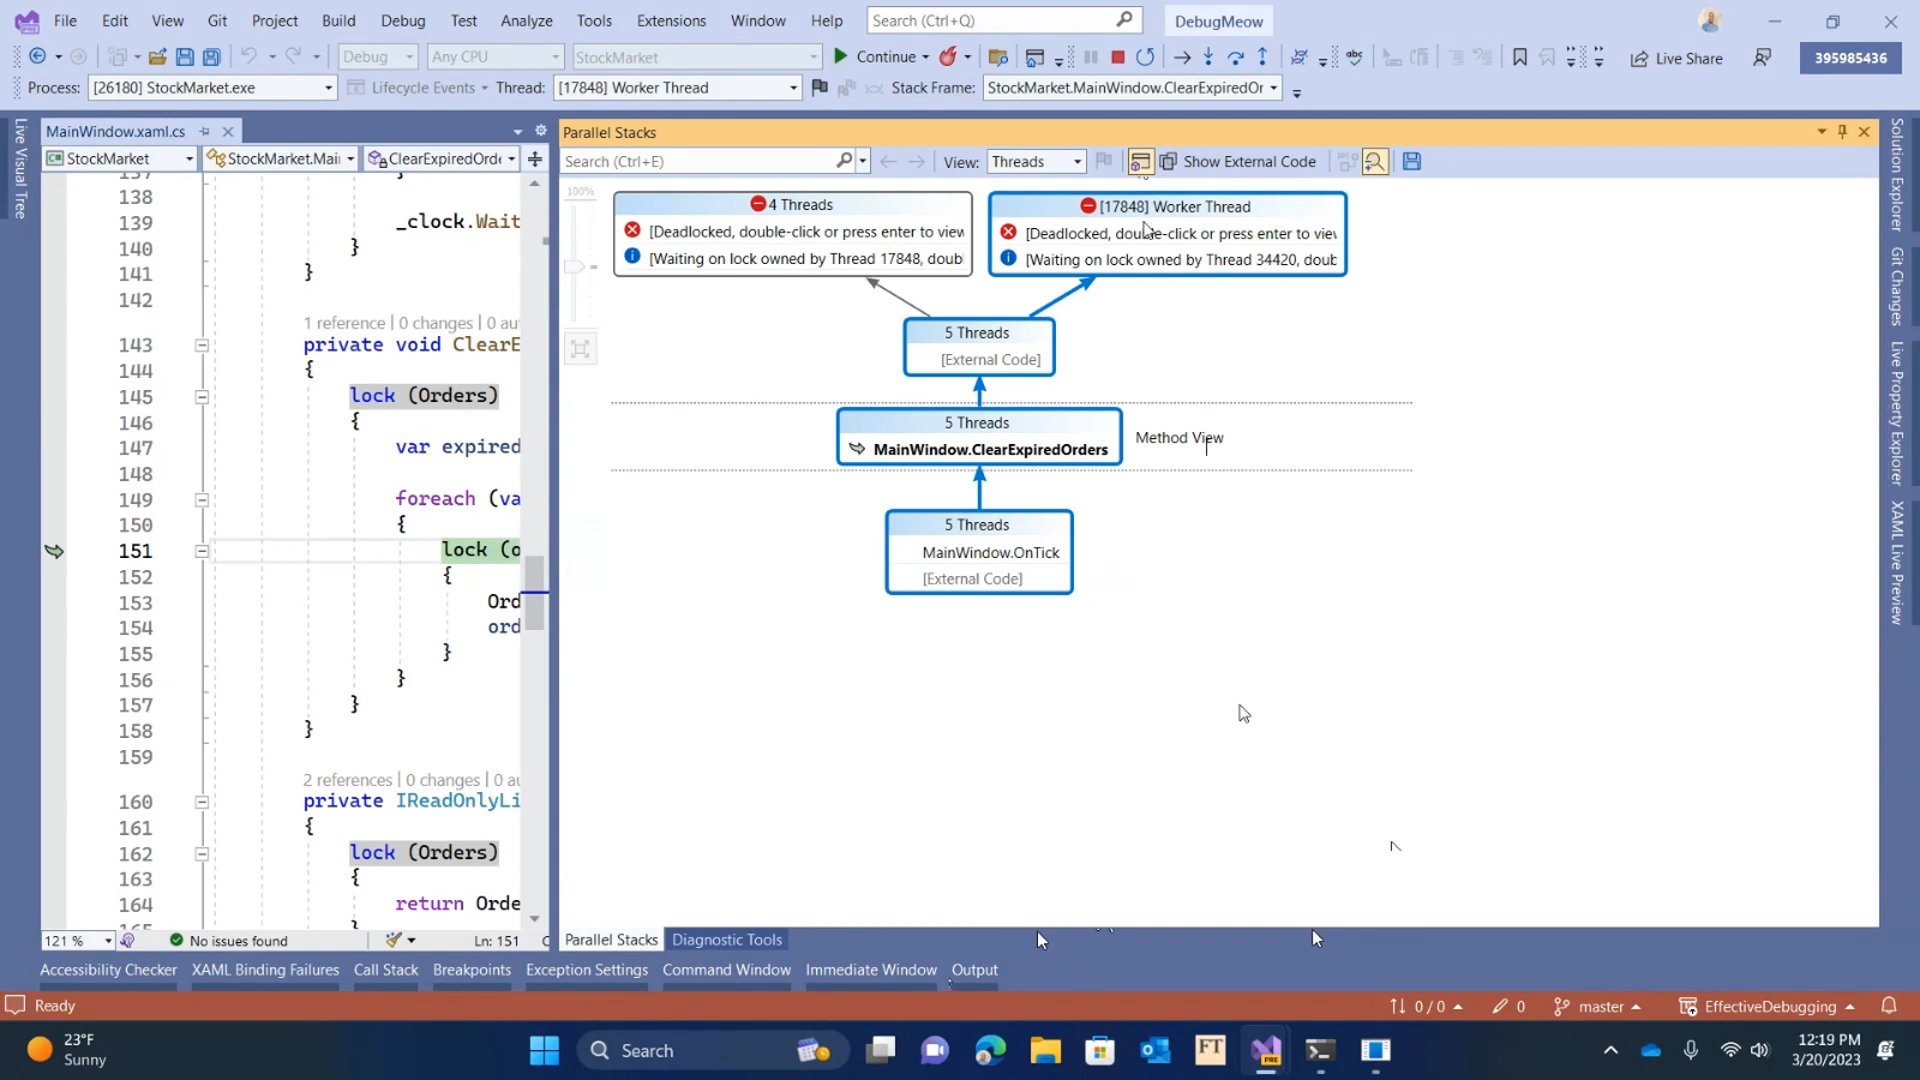 File Edit View Git Project Build Debug Test Analyze Tools Extensions Window Help Search (Ctrl+Q) DebugMeow
Debug Any CPU StockMarket Continue Live Share 395985436
Process: [26180] StockMarket.exe Lifecycle Events Thread: [17848] Worker Thread Stack Frame: StockMarket.MainWindow.ClearExpiredOr
Live Visual Tree
MainWindow.xaml.cs
StockMarket StockMarket.Mai ClearExpiredOrde
137 }
138
139 _clock.Wait
140 }
141 }
142
1 reference | 0 changes | 0 au
143 private void ClearE
144 {
145 lock (Orders)
146 {
147 var expired
148
149 foreach (va
150 {
151 lock (o
152 {
153 Ord
154 ord
155 }
156 }
157 }
158 }
159
2 references | 0 changes | 0 au
160 private IReadOnlyLi
161 {
162 lock (Orders)
163 {
164 return Orde
165 }
121 % No issues found Ln: 151 C
Parallel Stacks
Search (Ctrl+E) View: Threads Show External Code
100%
4 Threads
[Deadlocked, double-click or press enter to view
[Waiting on lock owned by Thread 17848, doubl
[17848] Worker Thread
[Deadlocked, double-click or press enter to view
[Waiting on lock owned by Thread 34420, doub
5 Threads
[External Code]
5 Threads
MainWindow.ClearExpiredOrders
Method View
5 Threads
MainWindow.OnTick
[External Code]
Parallel Stacks Diagnostic Tools
Solution Explorer
Git Changes
Live Property Explorer
XAML Live Preview
Accessibility Checker XAML Binding Failures Call Stack Breakpoints Exception Settings Command Window Immediate Window Output
Ready 0 / 0 0 master EffectiveDebugging
23°F
Sunny
Search
PRE
FT
PRE
12:19 PM
3/20/2023